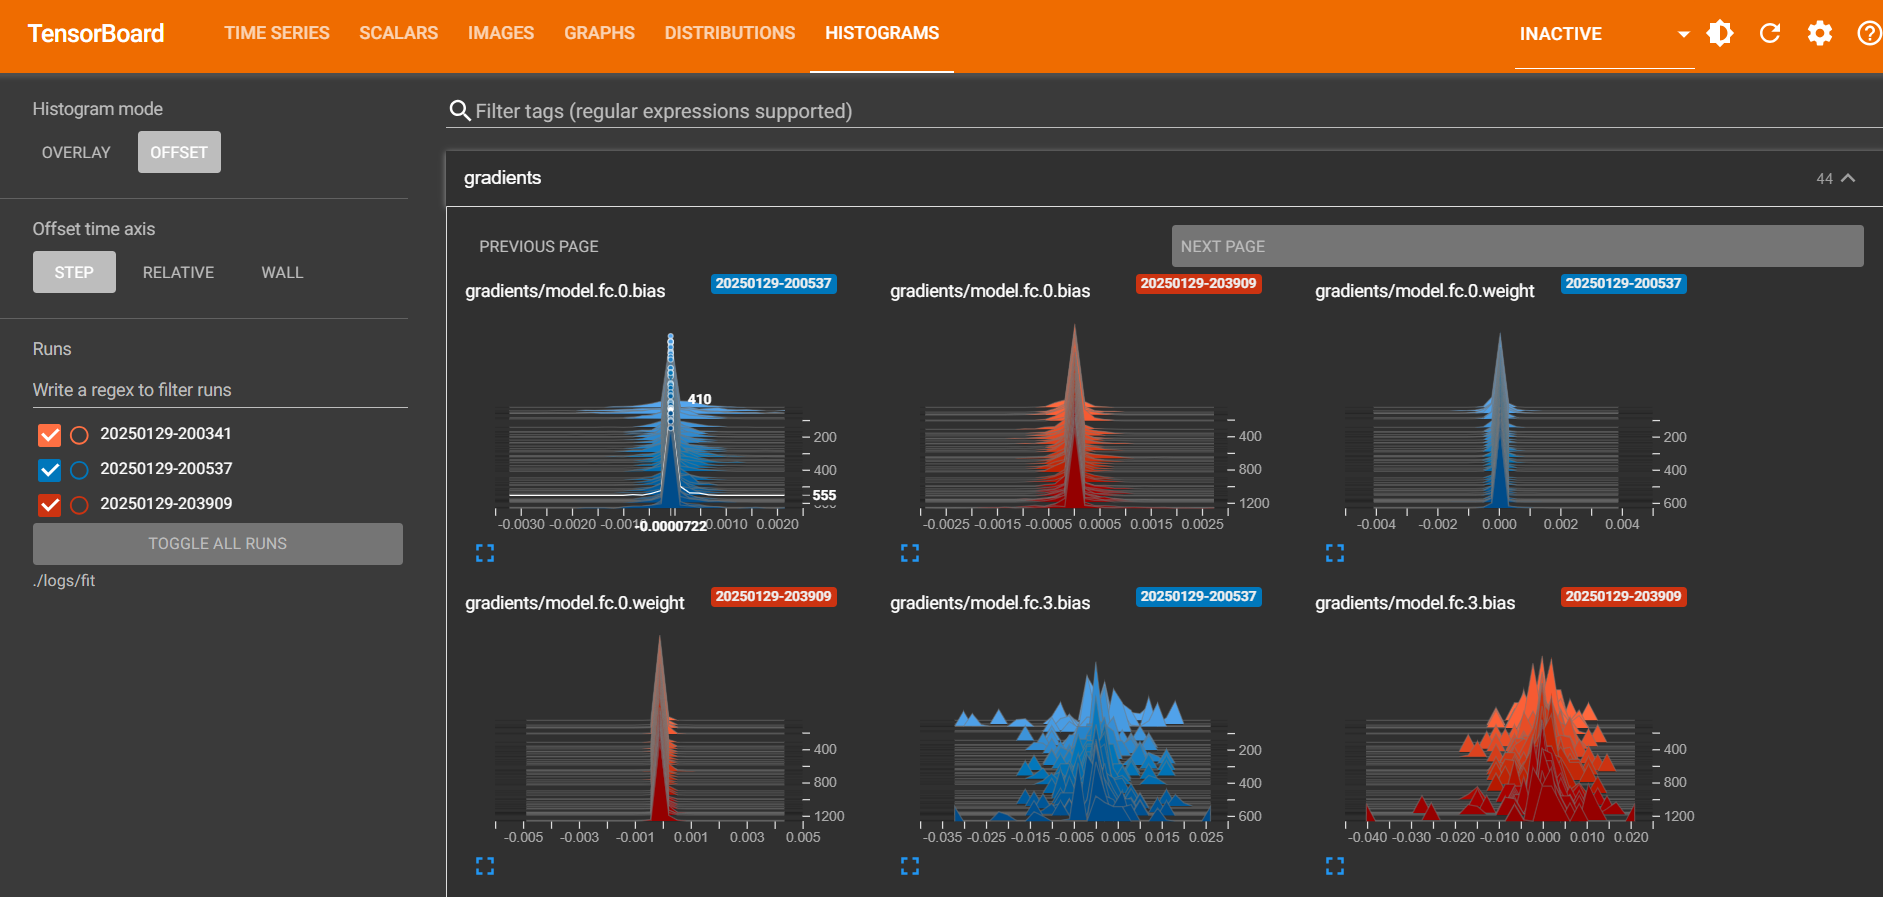 TensorBoard TIME SERIES SCALARS IMAGES GRAPHS DISTRIBUTIONS HISTOGRAMS INACTIVE
Histogram mode
OVERLAY OFFSET
Offset time axis
STEP RELATIVE WALL
Runs
Write a regex to filter runs
20250129-200341
20250129-200537
20250129-203909
TOGGLE ALL RUNS
./logs/fit
Filter tags (regular expressions supported)
gradients 44
PREVIOUS PAGE NEXT PAGE
gradients/model.fc.0.bias 20250129-200537
410
200
400
555
-0.0030 -0.0020 -0.0000722 0.0010 0.0020
gradients/model.fc.0.bias 20250129-203909
400
800
1200
-0.0025 -0.0015 -0.0005 0.0005 0.0015 0.0025
gradients/model.fc.0.weight 20250129-200537
200
400
600
-0.004 -0.002 0.000 0.002 0.004
gradients/model.fc.0.weight 20250129-203909
400
800
1200
-0.005 -0.003 -0.001 0.001 0.003 0.005
gradients/model.fc.3.bias 20250129-200537
200
400
600
-0.035 -0.025 -0.015 -0.005 0.005 0.015 0.025
gradients/model.fc.3.bias 20250129-203909
400
800
1200
-0.040 -0.030 -0.020 -0.010 0.000 0.010 0.020